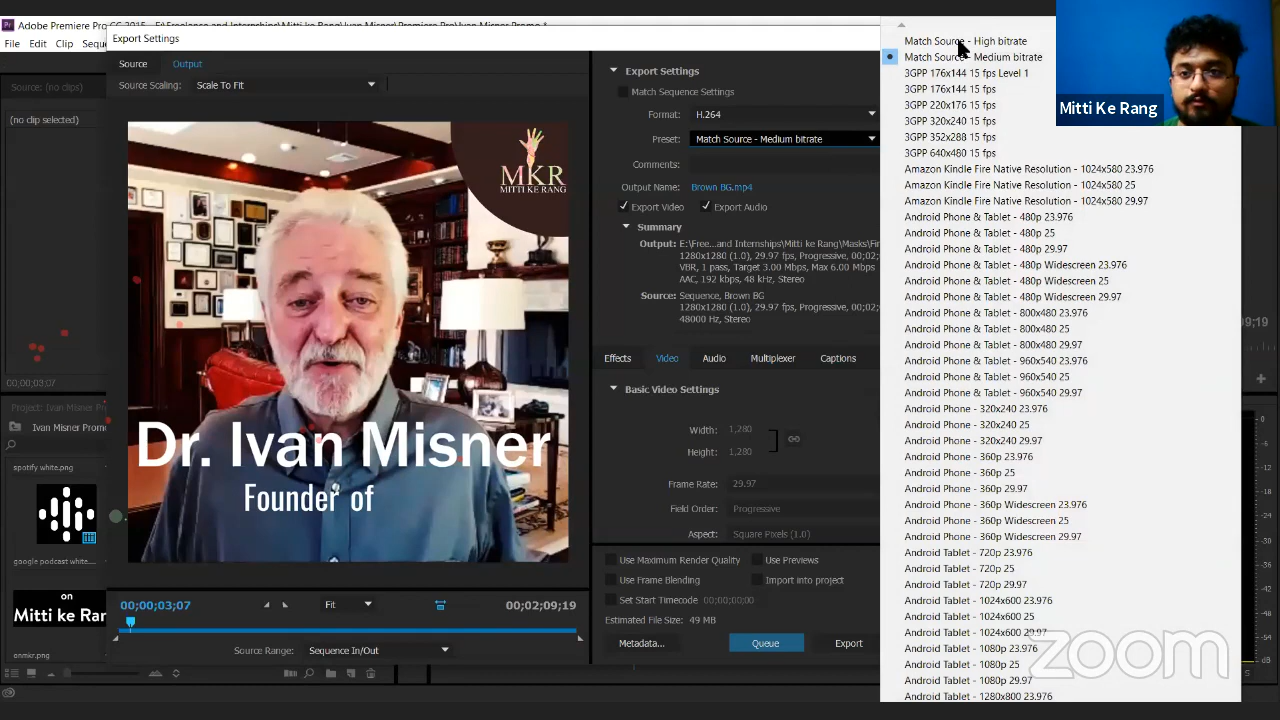 Adobe Premiere Pro CC 2015 - E:\Freelance and Internships\Mitti ke Rang\Ivan Misner\Premiere Pro\Ivan Misner Promo *
File Edit Clip Sequ
Export Settings
Source: (no clips)
(no clip selected)
00;00;03;07
Project: Ivan Misner Pr
Ivan Misner Prom
spotify white.png
google podcast white...
on
Mitti ke Rar
onmkr.png
Source Output
Source Scaling: Scale To Fit
MKR
MITTI KE RANG
Dr. Ivan Misner
Founder of
00;00;03;07
Fit
00;02;09;19
Source Range: Sequence In/Out
Export Settings
Match Sequence Settings
Format: H.264
Preset: Match Source - Medium bitrate
Comments:
Output Name: Brown BG.mp4
Export Video Export Audio
Summary
Output: E:\Free...and Internships\Mitti ke Rang\Masks\Fir
1280x1280 (1.0), 29.97 fps, Progressive, 00;02;
VBR, 1 pass, Target 3.00 Mbps, Max 6.00 Mbps
AAC, 192 kbps, 48 kHz, Stereo
Source: Sequence, Brown BG
1280x1280 (1.0), 29.97 fps, Progressive, 00;02;
48000 Hz, Stereo
Effects Video Audio Multiplexer Captions
Basic Video Settings
Width: 1,280
Height: 1,280
Frame Rate: 29.97
Field Order: Progressive
Aspect: Square Pixels (1.0)
Use Maximum Render Quality Use Previews
Use Frame Blending Import into project
Set Start Timecode 00;00;00;00
Estimated File Size: 49 MB
Metadata... Queue Export
Match Source - High bitrate
Match Source - Medium bitrate
3GPP 176x144 15 fps Level 1
3GPP 176x144 15 fps
3GPP 220x176 15 fps
3GPP 320x240 15 fps
3GPP 352x288 15 fps
3GPP 640x480 15 fps
Amazon Kindle Fire Native Resolution - 1024x580 23.976
Amazon Kindle Fire Native Resolution - 1024x580 25
Amazon Kindle Fire Native Resolution - 1024x580 29.97
Android Phone & Tablet - 480p 23.976
Android Phone & Tablet - 480p 25
Android Phone & Tablet - 480p 29.97
Android Phone & Tablet - 480p Widescreen 23.976
Android Phone & Tablet - 480p Widescreen 25
Android Phone & Tablet - 480p Widescreen 29.97
Android Phone & Tablet - 800x480 23.976
Android Phone & Tablet - 800x480 25
Android Phone & Tablet - 800x480 29.97
Android Phone & Tablet - 960x540 23.976
Android Phone & Tablet - 960x540 25
Android Phone & Tablet - 960x540 29.97
Android Phone - 320x240 23.976
Android Phone - 320x240 25
Android Phone - 320x240 29.97
Android Phone - 360p 23.976
Android Phone - 360p 25
Android Phone - 360p 29.97
Android Phone - 360p Widescreen 23.976
Android Phone - 360p Widescreen 25
Android Phone - 360p Widescreen 29.97
Android Tablet - 720p 23.976
Android Tablet - 720p 25
Android Tablet - 720p 29.97
Android Tablet - 1024x600 23.976
Android Tablet - 1024x600 25
Android Tablet - 1024x600 29.97
Android Tablet - 1080p 23.976
Android Tablet - 1080p 25
Android Tablet - 1080p 29.97
Android Tablet - 1280x800 23.976
Mitti Ke Rang
;09;19
0
zoom